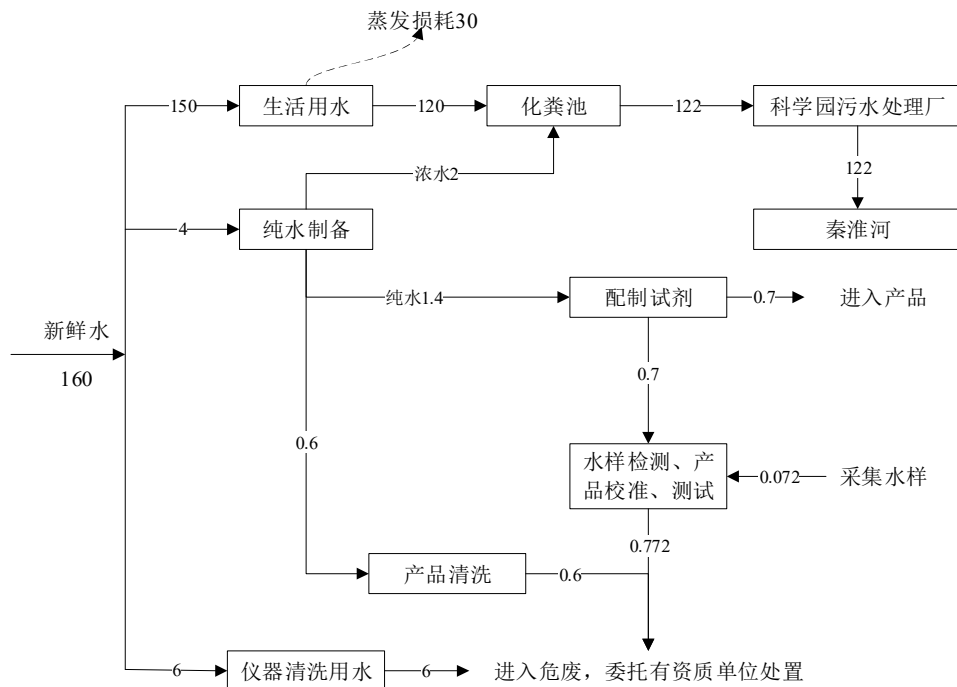 蒸发损耗30
150
生活用水
120
化粪池
122
科学园污水处理厂
浓水2
122
4
纯水制备
秦淮河
纯水1.4
配制试剂
0.7
进入产品
新鲜水
160
0.7
0.6
水样检测、产
品校准、测试
0.072
采集水样
0.772
产品清洗
0.6
6
仪器清洗用水
6
进入危废，委托有资质单位处置